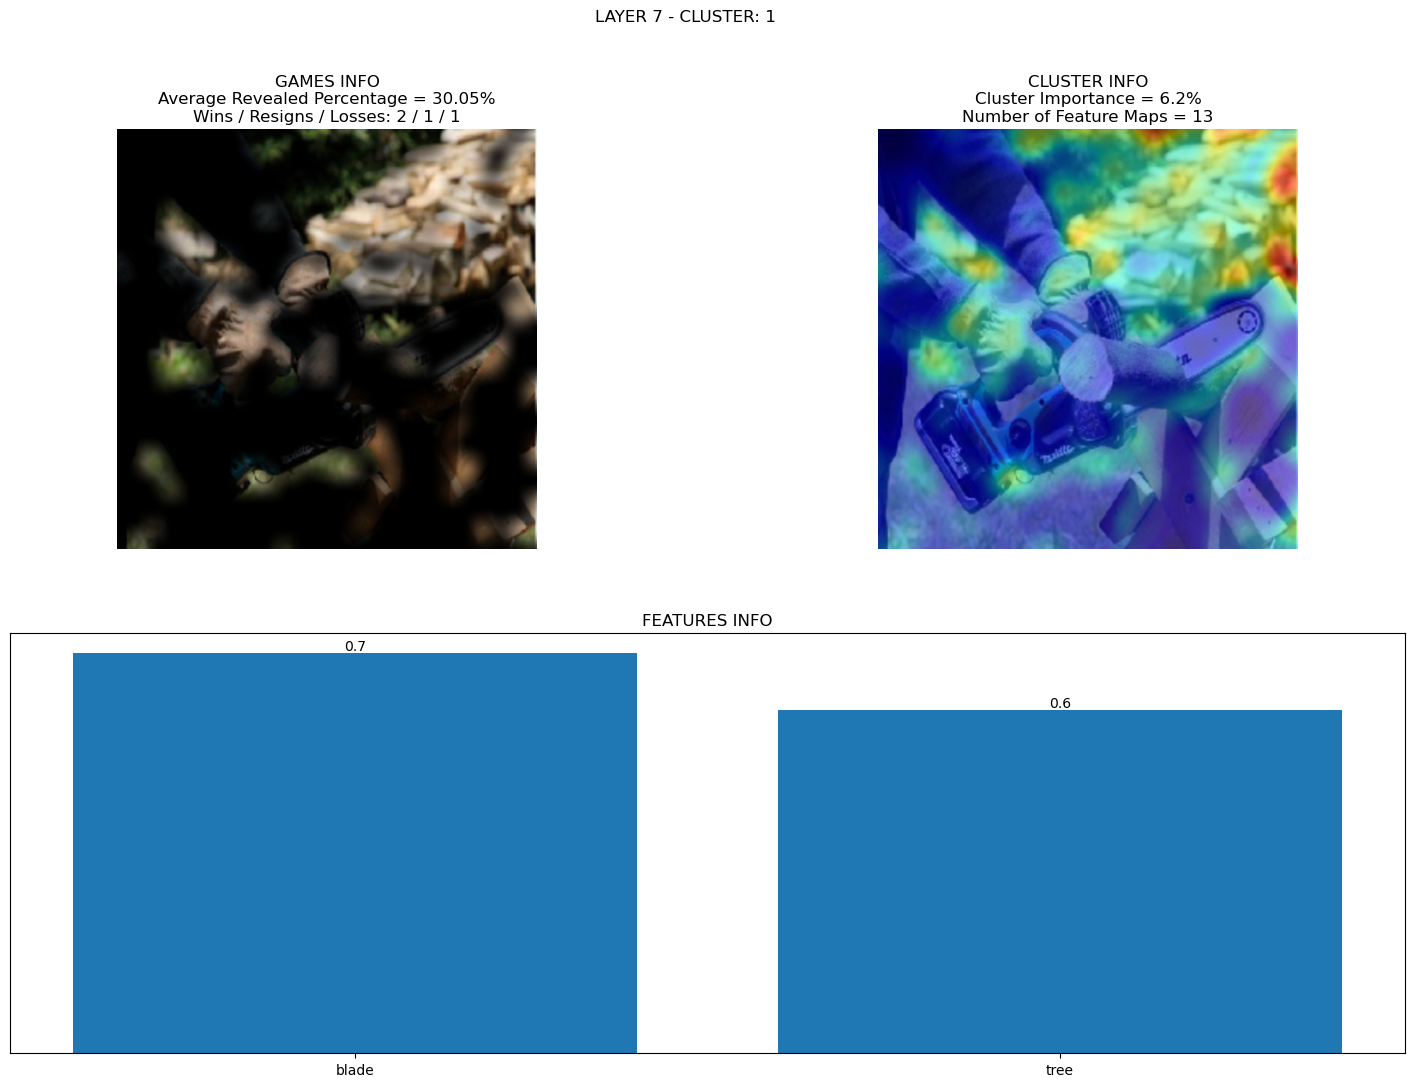 LAYER 7 - CLUSTER: 1
GAMES INFO
Average Revealed Percentage = 30.05%
Wins / Resigns / Losses: 2 / 1 / 1
CLUSTER INFO
Cluster Importance = 6.2%
Number of Feature Maps = 13
FEATURES INFO
0.7
0.6
blade
tree